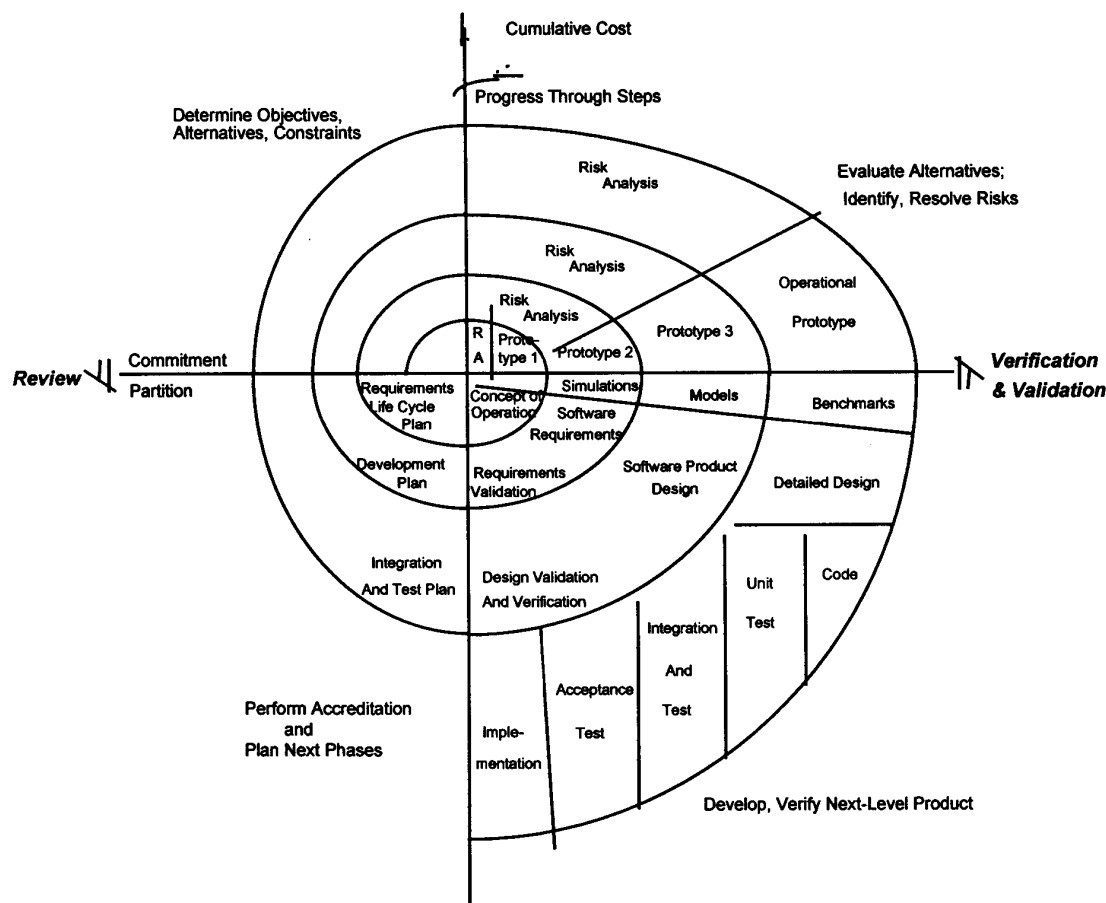 Cumulative Cost
Progress Through Steps
Determine Objectives,
Alternatives, Constraints
Evaluate Alternatives;
Identify, Resolve Risks
Risk
Analysis
Risk
Analysis
Risk
Analysis
R
A
Proto-
type 1
Prototype 2
Prototype 3
Operational
Prototype
Review
Commitment
Partition
Verification
& Validation
Requirements
Life Cycle
Plan
Concept of
Operation
Simulations
Models
Benchmarks
Software
Requirements
Development
Plan
Requirements
Validation
Software Product
Design
Detailed Design
Integration
And Test Plan
Design Validation
And Verification
Code
Unit
Test
Integration
And
Test
Acceptance
Test
Imple-
mentation
Perform Accreditation
and
Plan Next Phases
Develop, Verify Next-Level Product